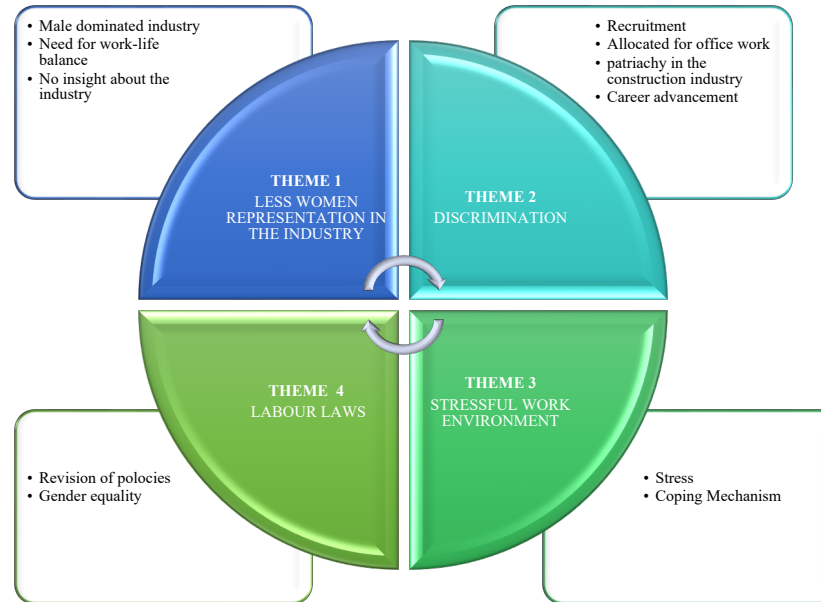 • Male dominated industry
• Need for work-life
balance
• No insight about the
industry
• Recruitment
• Allocated for office work
• patriachy in the
construction industry
• Career advancement
THEME 1
LESS WOMEN
REPRESENTATION IN
THE INDUSTRY
THEME 2
DISCRIMINATION
THEME 4
LABOUR LAWS
THEME 3
STRESSFUL WORK
ENVIRONMENT
• Revision of polocies
• Gender equality
• Stress
• Coping Mechanism